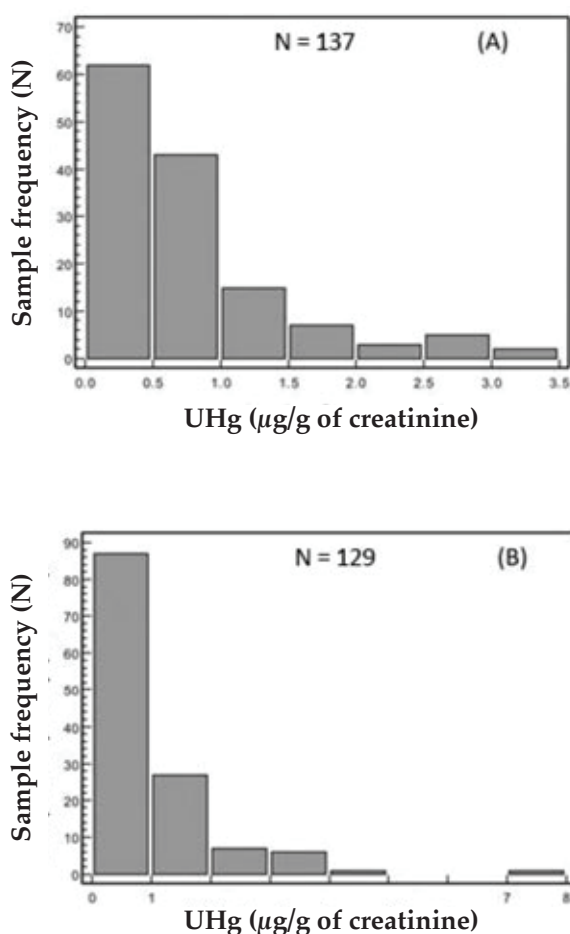 N = 137
(A)
Sample frequency (N)
70
60
50
40
30
20
10
0
0.0 0.5 1.0 1.5 2.0 2.5 3.0 3.5
UHg (µg/g of creatinine)
N = 129
(B)
Sample frequency (N)
90
80
70
60
50
40
30
20
10
0
0 1 7 8
UHg (µg/g of creatinine)